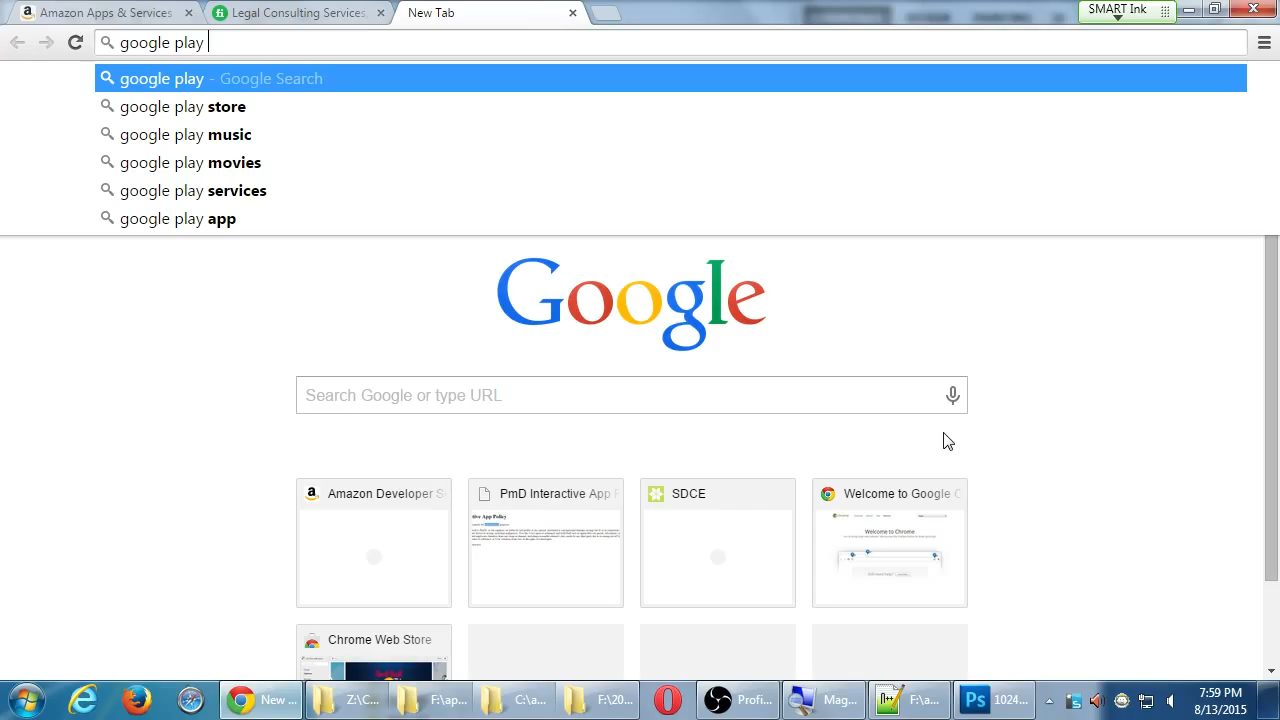 Amazon Apps & Services
Legal Consulting Services,
New Tab
SMART Ink
google play
google play - Google Search
google play store
google play music
google play movies
google play services
google play app
Google
Search Google or type URL
Amazon Developer S
PmD Interactive App P
SDCE
Welcome to Google C
ive App Policy
Welcome to Chrome
Chrome Web Store
New ...
Z:\C...
F:\ap...
C:\a...
F:\20...
Profi...
Mag...
F:\a...
Ps
1024...
7:59 PM
8/13/2015